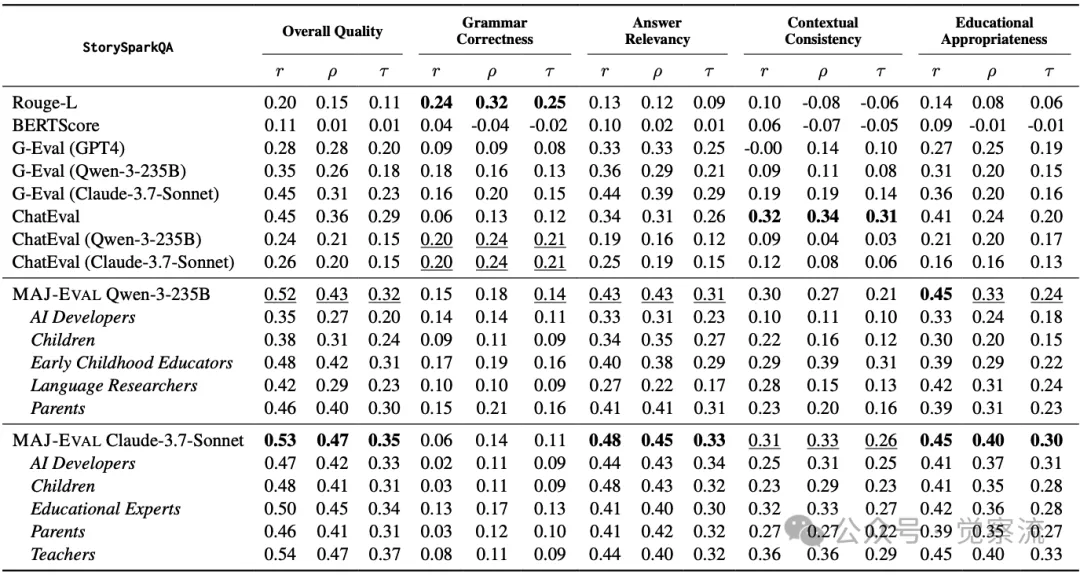 StorySparkQA Overall Quality Grammar Correctness Answer Relevancy Contextual Consistency Educational Appropriateness
r ρ τ r ρ τ r ρ τ r ρ τ r ρ τ
Rouge-L 0.20 0.15 0.11 0.24 0.32 0.25 0.13 0.12 0.09 0.10 -0.08 -0.06 0.14 0.08 0.06
BERTScore 0.11 0.01 0.01 0.04 -0.04 -0.02 0.10 0.02 0.01 0.06 -0.07 -0.05 0.09 -0.01 -0.01
G-Eval (GPT4) 0.28 0.28 0.20 0.09 0.09 0.08 0.33 0.33 0.25 -0.00 0.14 0.10 0.27 0.25 0.19
G-Eval (Qwen-3-235B) 0.35 0.26 0.18 0.18 0.16 0.13 0.36 0.29 0.21 0.09 0.11 0.08 0.31 0.20 0.15
G-Eval (Claude-3.7-Sonnet) 0.45 0.31 0.23 0.16 0.20 0.15 0.44 0.39 0.29 0.19 0.19 0.14 0.36 0.20 0.16
ChatEval 0.45 0.36 0.29 0.06 0.13 0.12 0.34 0.31 0.26 0.32 0.34 0.31 0.41 0.24 0.20
ChatEval (Qwen-3-235B) 0.24 0.21 0.15 0.20 0.24 0.21 0.19 0.16 0.12 0.09 0.04 0.03 0.21 0.20 0.17
ChatEval (Claude-3.7-Sonnet) 0.26 0.20 0.15 0.20 0.24 0.21 0.25 0.19 0.15 0.12 0.08 0.06 0.16 0.16 0.13
MAJ-EVAL Qwen-3-235B 0.52 0.43 0.32 0.15 0.18 0.14 0.43 0.43 0.31 0.30 0.27 0.21 0.45 0.33 0.24
AI Developers 0.35 0.27 0.20 0.14 0.14 0.11 0.33 0.31 0.23 0.10 0.11 0.10 0.33 0.24 0.18
Children 0.38 0.31 0.24 0.09 0.11 0.09 0.34 0.35 0.27 0.22 0.16 0.12 0.30 0.20 0.15
Early Childhood Educators 0.48 0.42 0.31 0.17 0.19 0.16 0.40 0.38 0.29 0.29 0.39 0.31 0.39 0.29 0.22
Language Researchers 0.42 0.29 0.23 0.10 0.10 0.09 0.27 0.22 0.17 0.28 0.15 0.13 0.42 0.31 0.24
Parents 0.46 0.40 0.30 0.15 0.21 0.16 0.41 0.41 0.31 0.23 0.20 0.16 0.39 0.31 0.23
MAJ-EVAL Claude-3.7-Sonnet 0.53 0.47 0.35 0.06 0.14 0.11 0.48 0.45 0.33 0.31 0.33 0.26 0.45 0.40 0.30
AI Developers 0.47 0.42 0.33 0.02 0.11 0.09 0.44 0.43 0.34 0.25 0.31 0.25 0.41 0.37 0.31
Children 0.48 0.41 0.31 0.03 0.11 0.09 0.48 0.43 0.32 0.23 0.29 0.23 0.41 0.35 0.28
Educational Experts 0.50 0.45 0.34 0.13 0.17 0.13 0.41 0.40 0.30 0.32 0.33 0.27 0.42 0.36 0.28
Parents 0.46 0.41 0.31 0.03 0.12 0.10 0.41 0.42 0.32 0.27 0.27 0.22 0.39 0.35 0.27
Teachers 0.54 0.47 0.37 0.08 0.11 0.09 0.44 0.40 0.32 0.36 0.36 0.29 0.45 0.40 0.33
公众号 · 觉察流